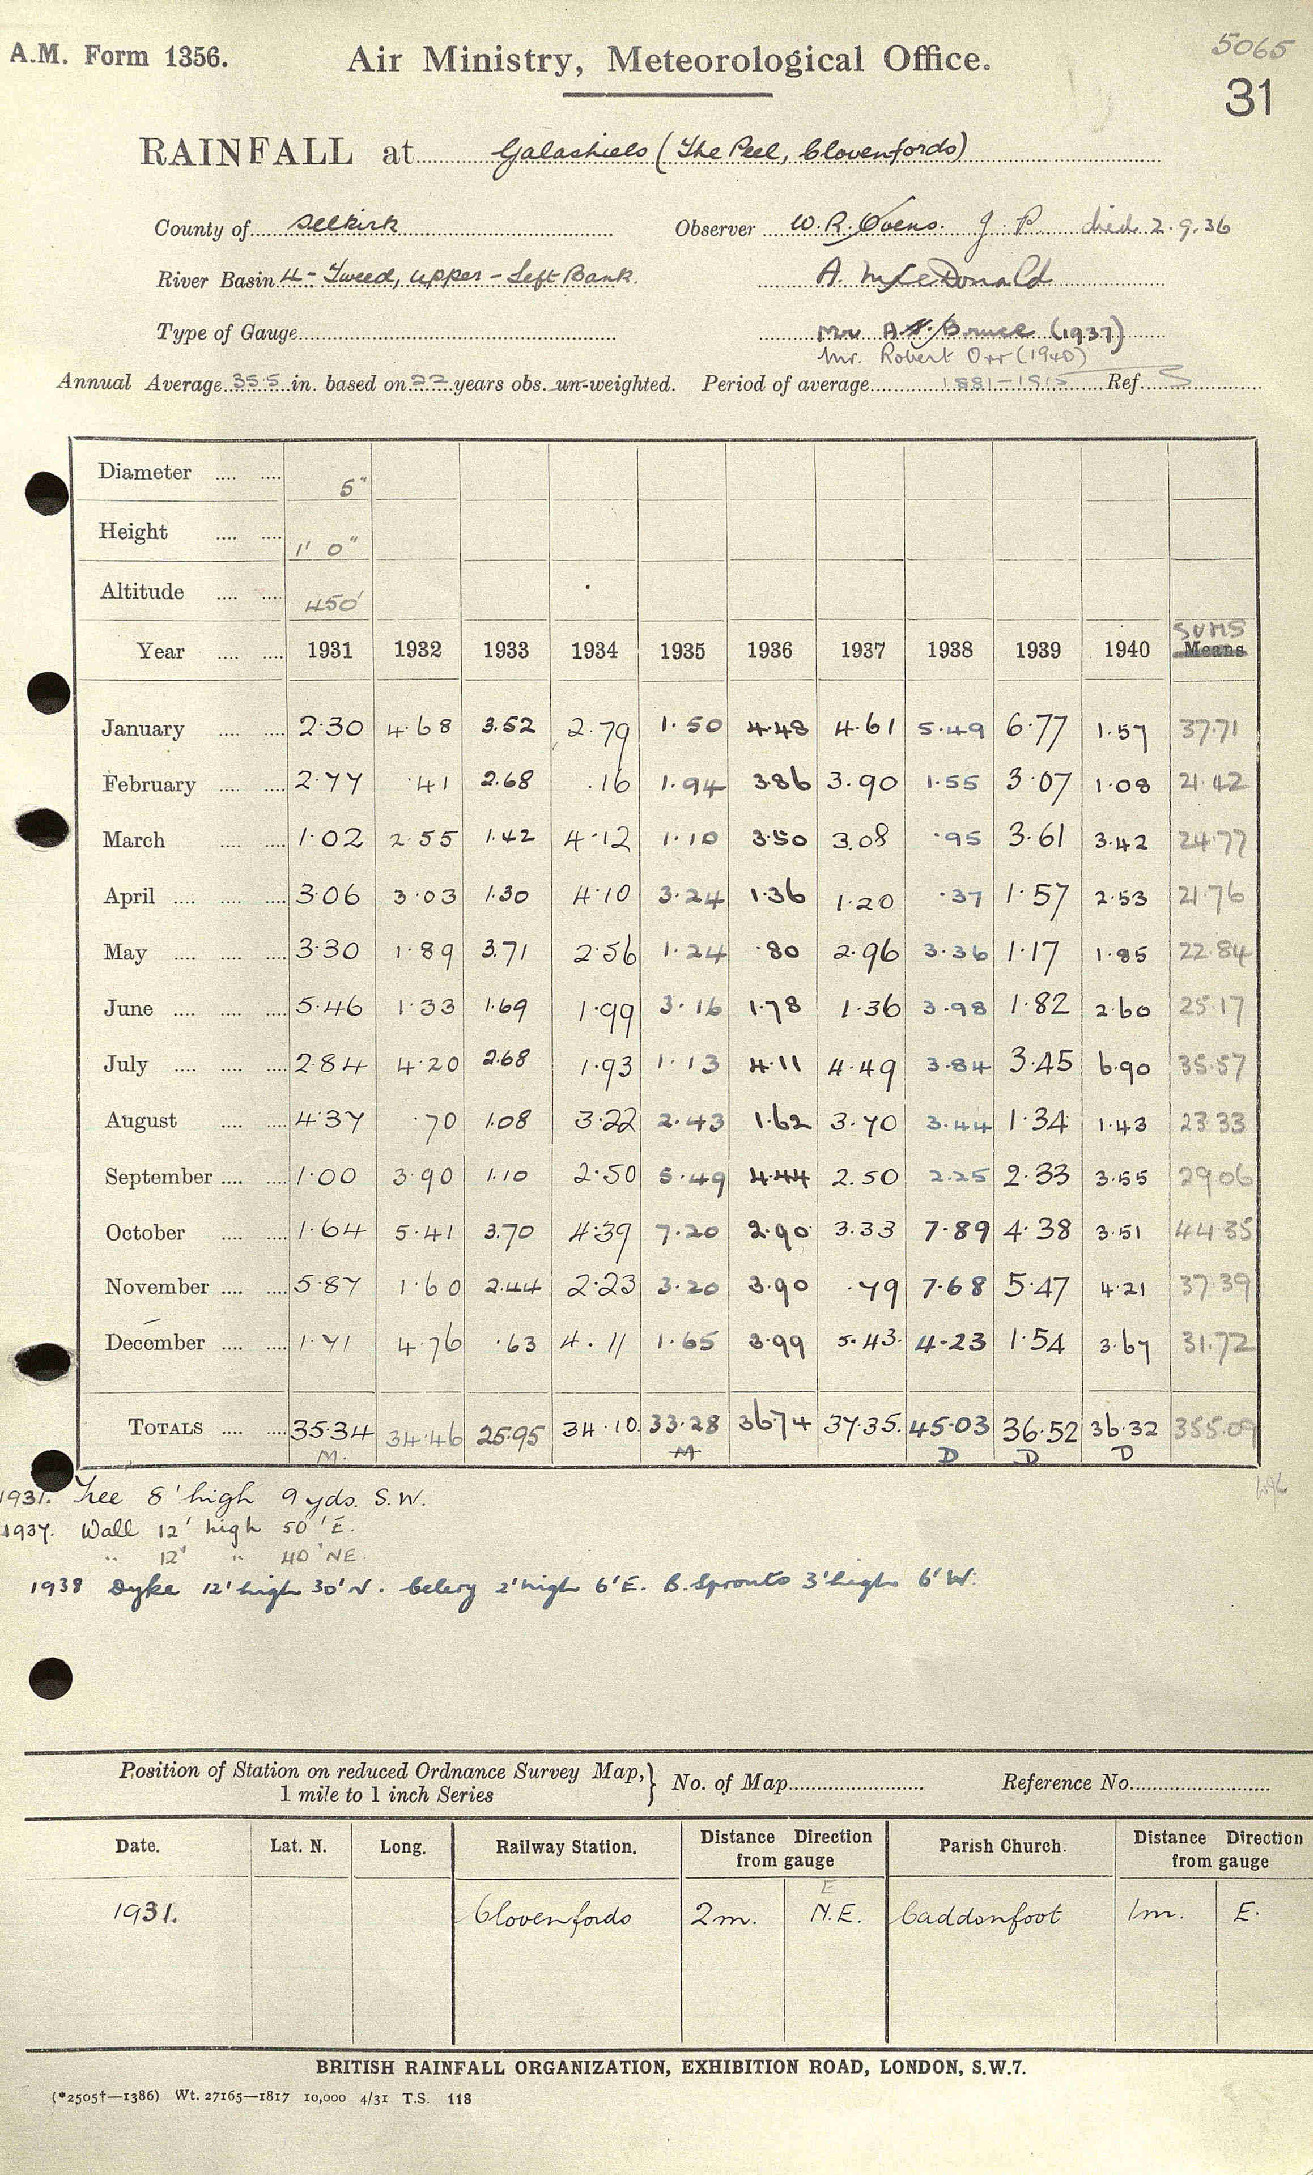 A.M. Form 1356.
Air Ministry, Meteorological Office.
5065
31
RAINFALL at Galashiels (The Peel, Clovenfords)
County of Selkirk
Observer W. R. Ovens. J. P. died 2.9.36
River Basin 4 - Tweed, upper - Left Bank.
A. McDonald
Type of Gauge
Mr A. Bruce (1937)
Mr. Robert Orr (1940)
Annual Average 35.5 in. based on 22 years obs. un-weighted. Period of average 1881-1915 Ref. S
Diameter 5"
Height 1' 0"
Altitude 450'
SUMS
Year 1931 1932 1933 1934 1935 1936 1937 1938 1939 1940 Means
January 2.30 4.68 3.52 2.79 1.50 4.48 4.61 5.49 6.77 1.57 37.71
February 2.77 .41 2.68 .16 1.94 3.86 3.90 1.55 3.07 1.08 21.42
March 1.02 2.55 1.42 4.12 1.10 3.50 3.08 .95 3.61 3.42 24.77
April 3.06 3.03 1.30 4.10 3.24 1.36 1.20 .37 1.57 2.53 21.76
May 3.30 1.89 3.71 2.56 1.24 .80 2.96 3.36 1.17 1.85 22.84
June 5.46 1.33 1.69 1.99 3.16 1.78 1.36 3.98 1.82 2.60 25.17
July 2.84 4.20 2.68 1.93 1.13 4.11 4.49 3.84 3.45 6.90 35.57
August 4.37 .70 1.08 3.22 2.43 1.62 3.70 3.44 1.34 1.43 23.33
September 1.00 3.90 1.10 2.50 5.49 4.44 2.50 2.25 2.33 3.55 29.06
October 1.64 5.41 3.70 4.39 7.20 2.90 3.33 7.89 4.38 3.51 44.35
November 5.87 1.60 2.44 2.23 3.20 3.90 .79 7.68 5.47 4.21 37.39
December 1.71 4.76 .63 4.11 1.65 3.99 5.43 4.23 1.54 3.67 31.72
TOTALS 35.34 34.46 25.95 34.10 33.28 36.74 37.35 45.03 36.52 36.32 355.09
M. M D D D
1931. Tree 8' high 9 yds. S.W.
1937. Wall 12' high 50' E.
" 12' " 40' NE.
1938 Dyke 12' high 30' N. Celery 2' high 6' E. B. Sprouts 3' high 6' W.
Position of Station on reduced Ordnance Survey Map,
1 mile to 1 inch Series
No. of Map
Reference No.
Date. Lat. N. Long. Railway Station. Distance Direction from gauge Parish Church. Distance Direction from gauge
E
1931. Clovenfords 2m. N.E. Caddonfoot 1m. E.
BRITISH RAINFALL ORGANIZATION, EXHIBITION ROAD, LONDON, S.W.7.
(*2505†—1386) Wt. 27165—1817 10,000 4/31 T.S. 118